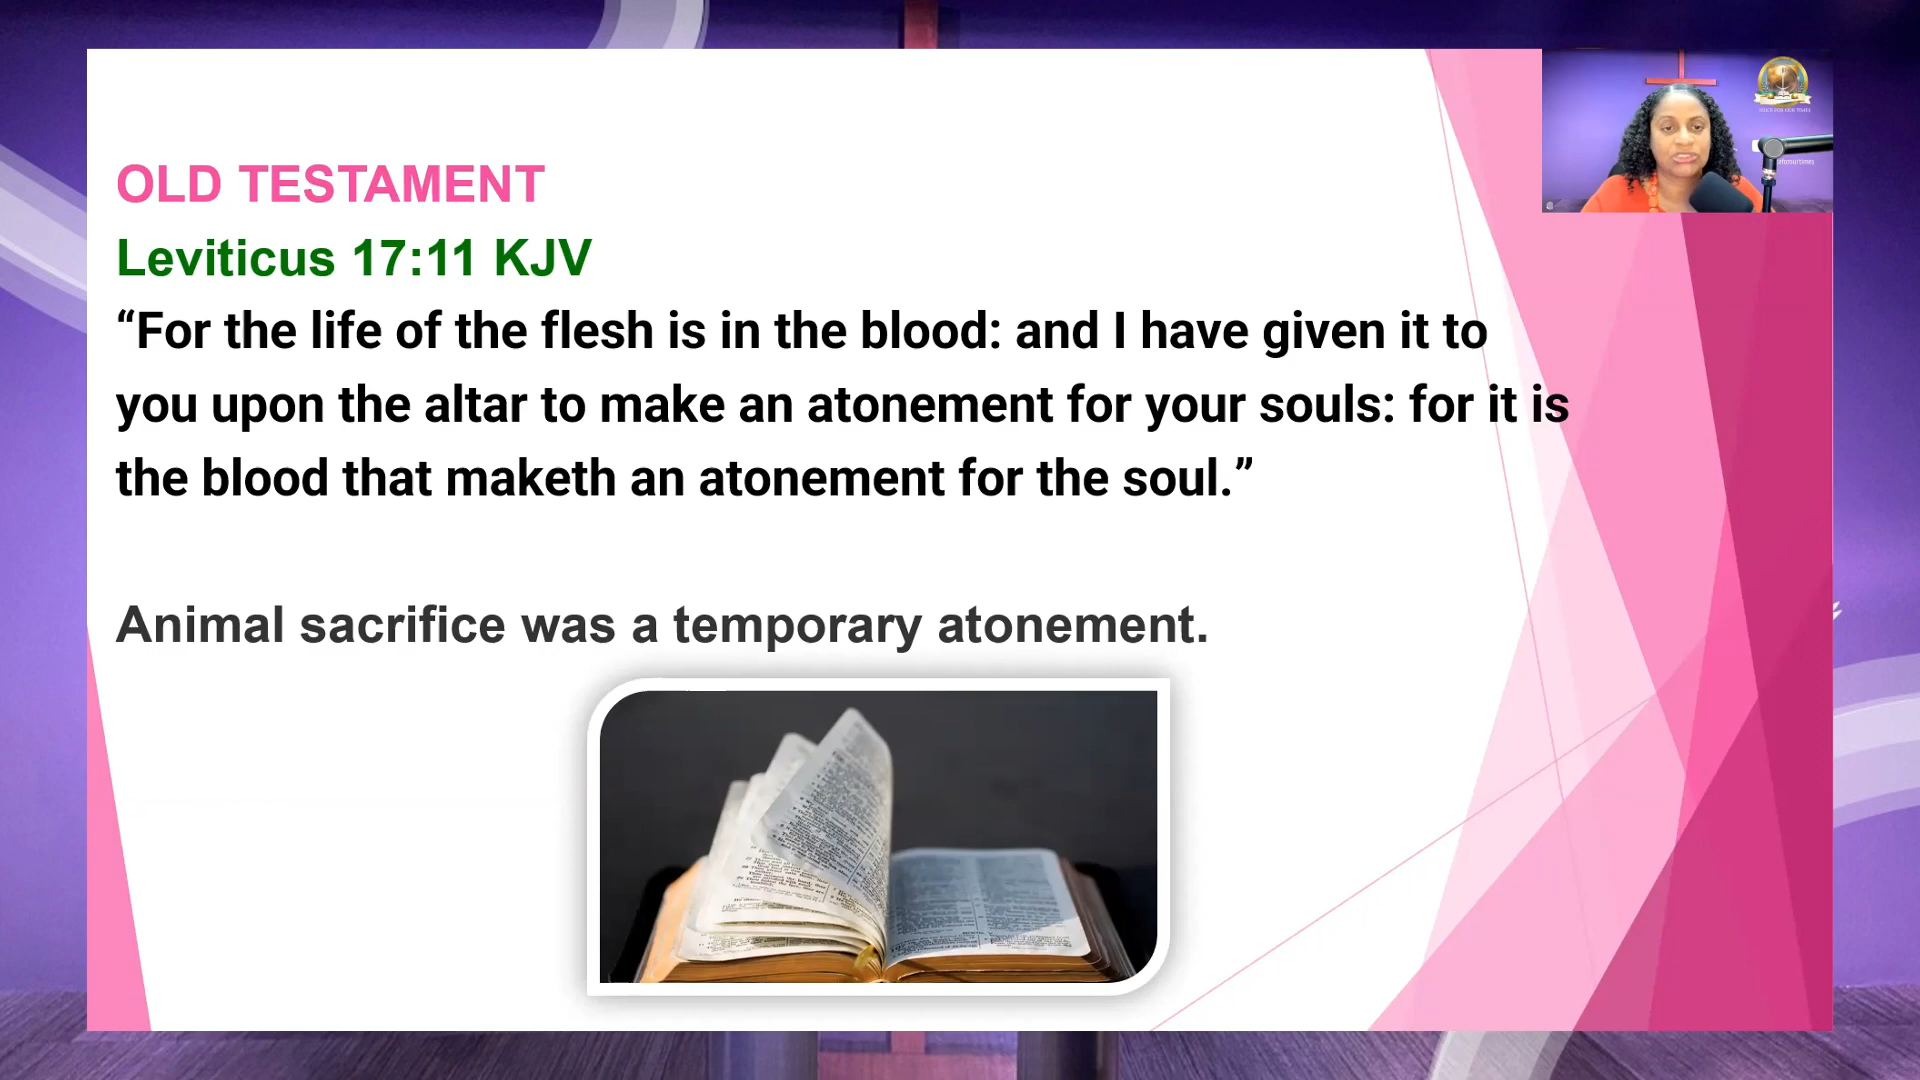 OLD TESTAMENT
Leviticus 17:11 KJV
“For the life of the flesh is in the blood: and I have given it to
you upon the altar to make an atonement for your souls: for it is
the blood that maketh an atonement for the soul.”
Animal sacrifice was a temporary atonement.